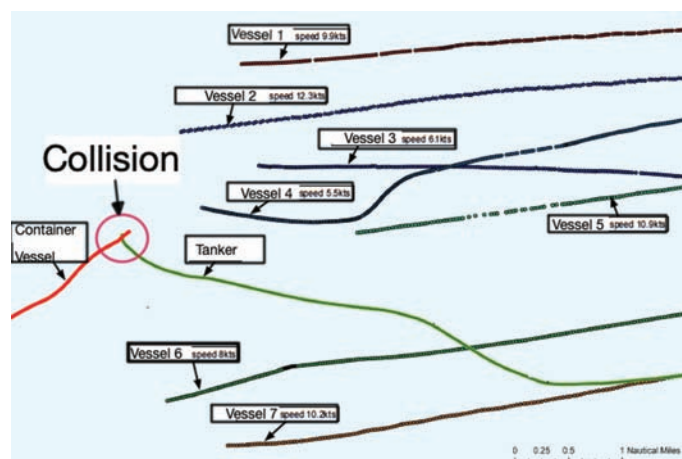 Vessel 1 speed 9.9kts
Vessel 2 speed 12.3kts
Vessel 3 speed 6.1kts
Collision
Vessel 4 speed 5.5kts
Container
Vessel
Tanker
Vessel 5 speed 10.9kts
Vessel 6 speed 8kts
Vessel 7 speed 10.2kts
0 0.25 0.5 1 Nautical Miles